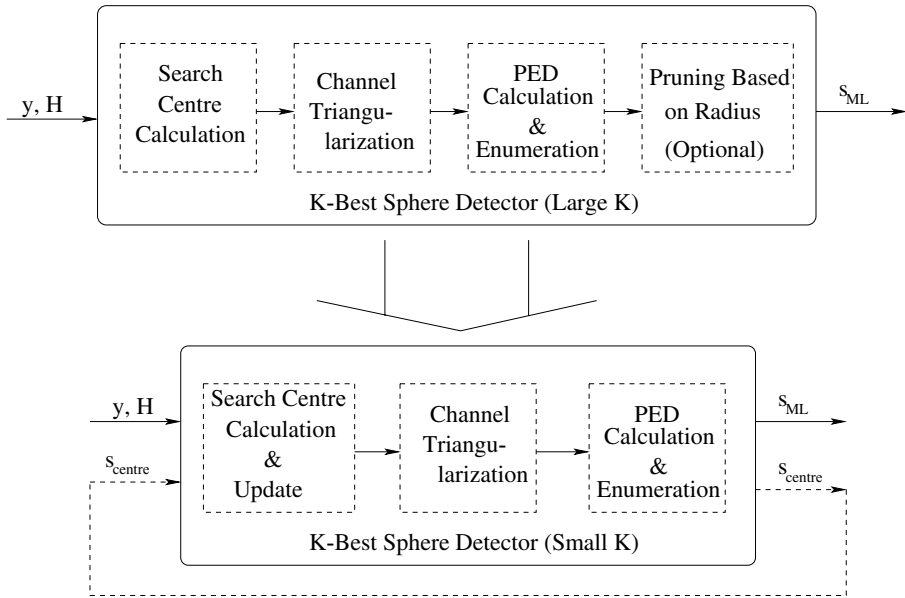 y, H
Search
Centre
Calculation
Channel
Triangu-
larization
PED
Calculation
&
Enumeration
Pruning Based
on Radius
(Optional)
s_ML
K-Best Sphere Detector (Large K)
y, H
s_centre
Search Centre
Calculation
&
Update
Channel
Triangu-
larization
PED
Calculation
&
Enumeration
s_ML
s_centre
K-Best Sphere Detector (Small K)